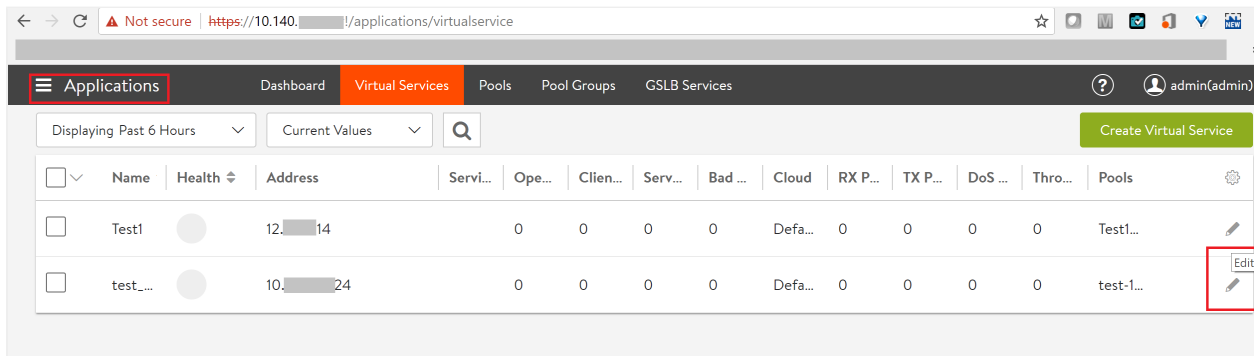 Not secure | https://10.140. !/applications/virtualservice
NEW
Applications Dashboard Virtual Services Pools Pool Groups GSLB Services ? admin(admin)
Displaying Past 6 Hours Current Values Create Virtual Service
Name Health Address Servi... Ope... Clien... Serv... Bad ... Cloud RX P... TX P... DoS ... Thro... Pools
Test1 12. 14 0 0 0 0 Defa... 0 0 0 0 Test1...
Edit
test_... 10. 24 0 0 0 0 Defa... 0 0 0 0 test-1...